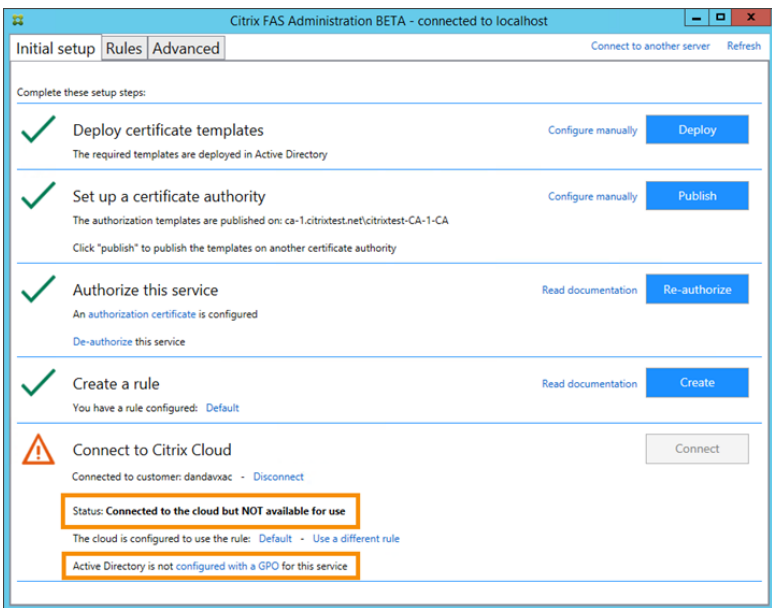 Citrix FAS Administration BETA - connected to localhost
Initial setup Rules Advanced Connect to another server Refresh
Complete these setup steps:
Deploy certificate templates Configure manually Deploy
The required templates are deployed in Active Directory
Set up a certificate authority Configure manually Publish
The authorization templates are published on: ca-1.citrixtest.net\citrixtest-CA-1-CA
Click "publish" to publish the templates on another certificate authority
Authorize this service Read documentation Re-authorize
An authorization certificate is configured
De-authorize this service
Create a rule Read documentation Create
You have a rule configured: Default
Connect to Citrix Cloud Connect
Connected to customer: dandavxac - Disconnect
Status: Connected to the cloud but NOT available for use
The cloud is configured to use the rule: Default - Use a different rule
Active Directory is not configured with a GPO for this service